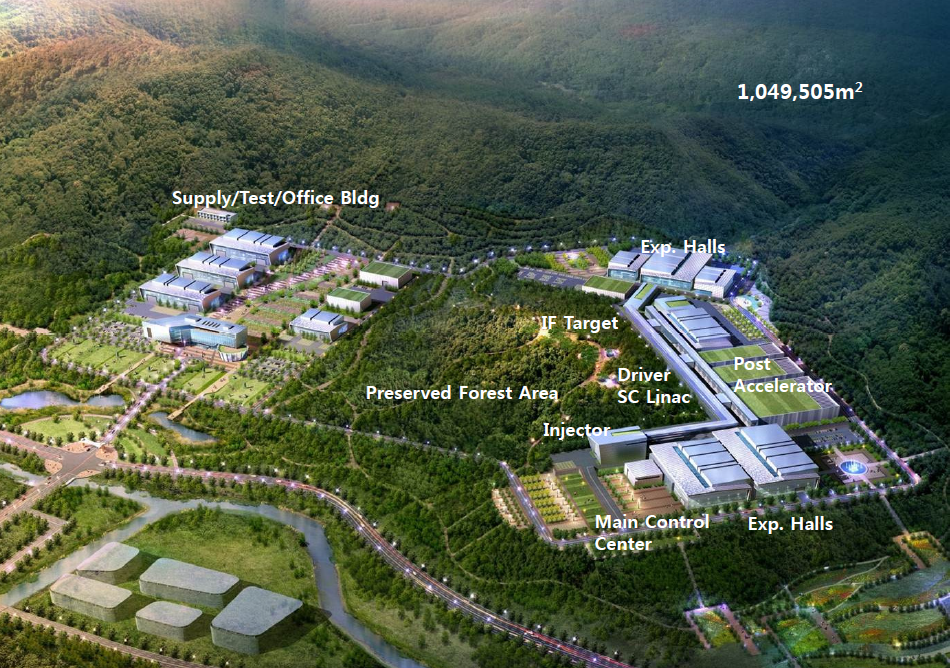 1,049,505m²
Supply/Test/Office Bldg
Exp. Halls
IF Target
Post
Accelerator
Driver
SC Linac
Preserved Forest Area
Injector
Main Control
Center
Exp. Halls